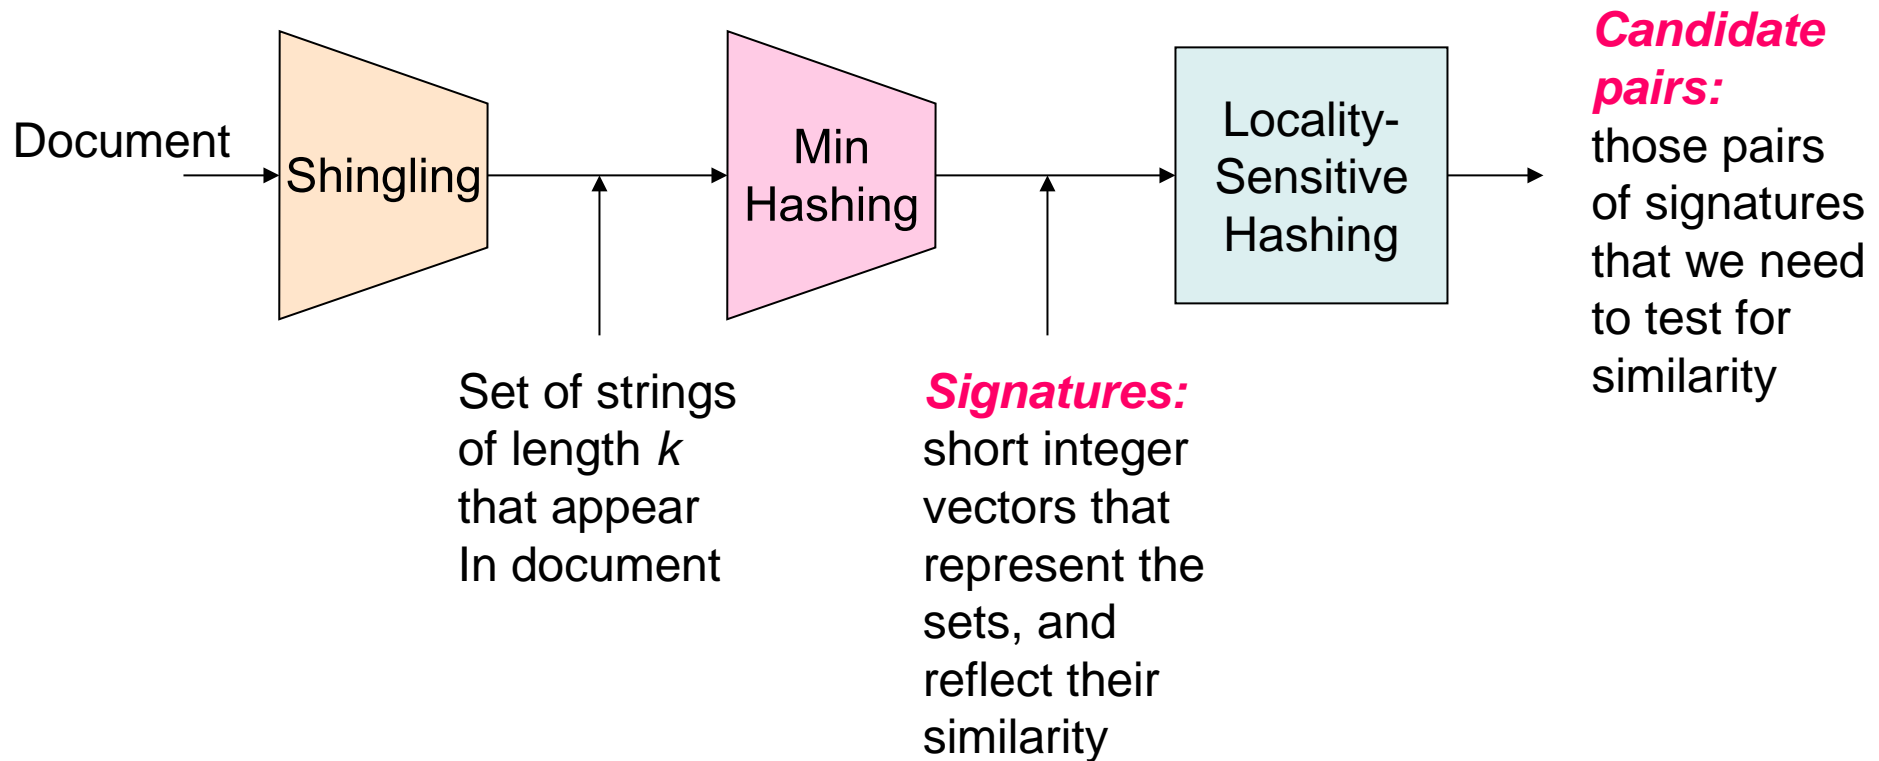 Document
Shingling
Min
Hashing
Locality-
Sensitive
Hashing
Candidate
pairs:
those pairs
of signatures
that we need
to test for
similarity
Set of strings
of length k
that appear
In document
Signatures:
short integer
vectors that
represent the
sets, and
reflect their
similarity